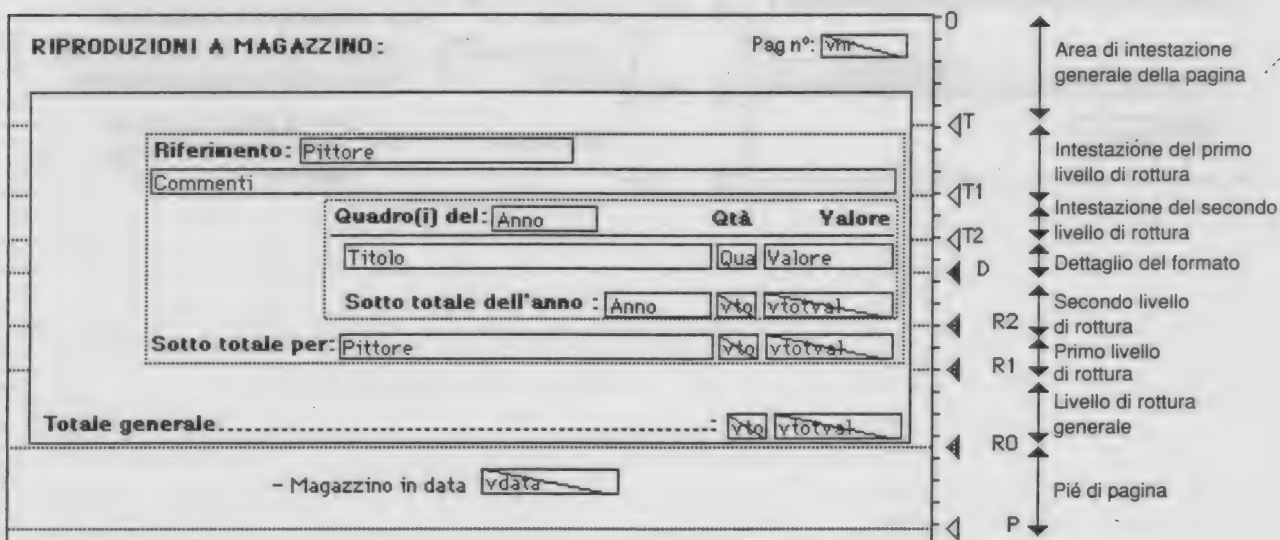 RIPRODUZIONI A MAGAZZINO:
Pag n°:
0
Area di intestazione
generale della pagina
T
Riferimento: Pittore
Intestazione del primo
livello di rottura
Commenti
T1
Quadro(i) del: Anno Qtà Valore
Intestazione del secondo
livello di rottura
T2
Titolo Qua Valore
D
Dettaglio del formato
Sotto totale dell'anno : Anno vtq vtotval
R2
Secondo livello
di rottura
Sotto totale per: Pittore vtq vtotval
R1
Primo livello
di rottura
Totale generale..............................................: vtq vtotval
R0
Livello di rottura
generale
- Magazzino in data vdata
Pié di pagina
P